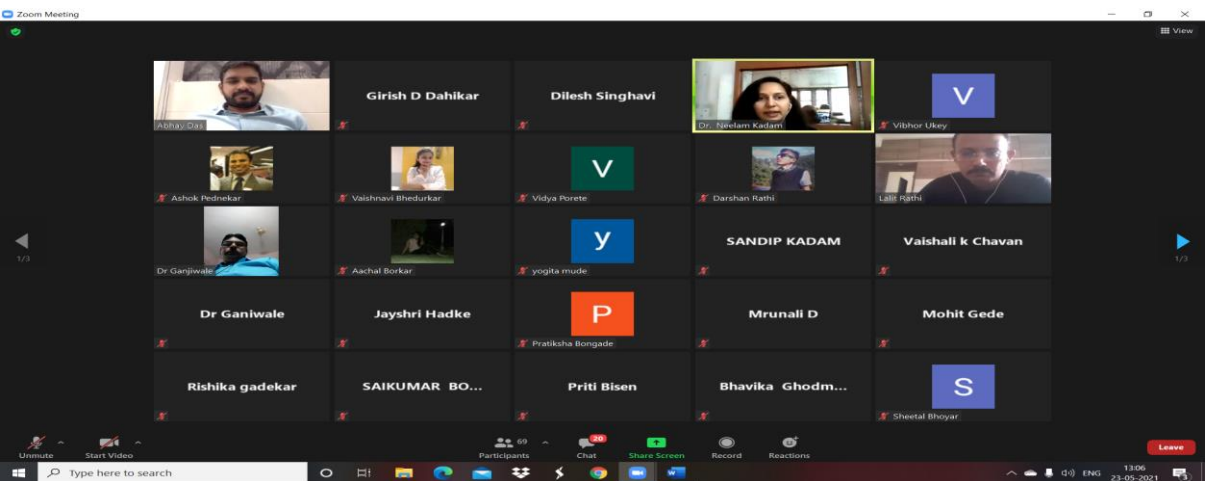 Zoom Meeting
View
Abhay Das
Girish D Dahikar
Dilesh Singhavi
Dr. Neelam Kadam
V
Vibhor Ukey
Ashok Pednekar
Vaishnavi Bhedurkar
V
Vidya Porete
Darshan Rathi
Lalit Rathi
1/3
Dr Ganjiwale
Aachal Borkar
y
yogita mude
SANDIP KADAM
Vaishali k Chavan
1/3
Dr Ganiwale
Jayshri Hadke
P
Pratiksha Bongade
Mrunali D
Mohit Gede
Rishika gadekar
SAIKUMAR BO...
Priti Bisen
Bhavika Ghodm...
S
Sheetal Bhoyar
Unmute
Start Video
69
Participants
20
Chat
Share Screen
Record
Reactions
Leave
Type here to search
W
ENG
13:06
23-05-2021
3